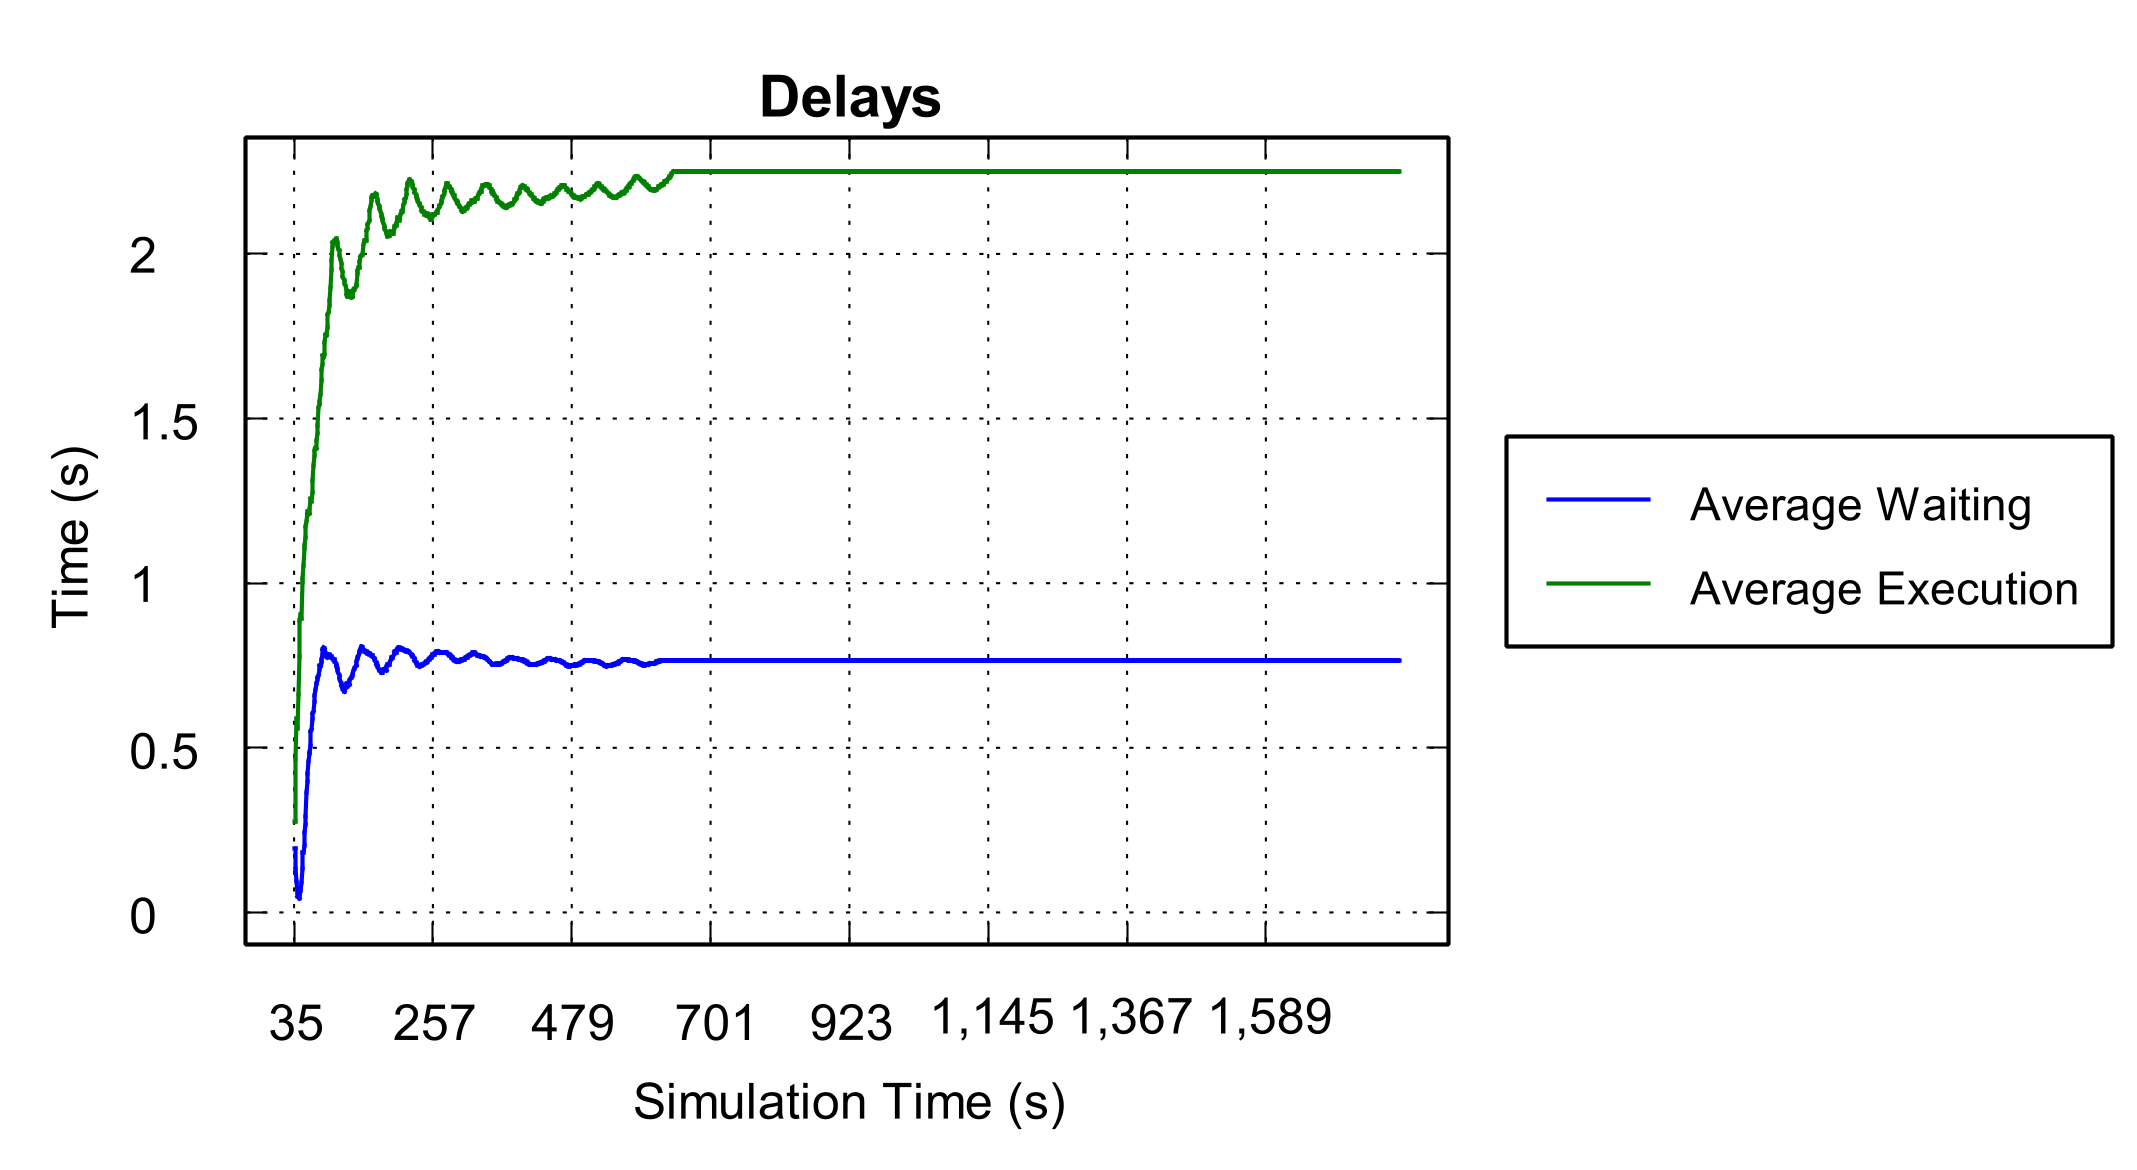 Delays
2
1.5
1
0.5
0
Time (s)
35 257 479 701 923 1,145 1,367 1,589
Simulation Time (s)
Average Waiting
Average Execution